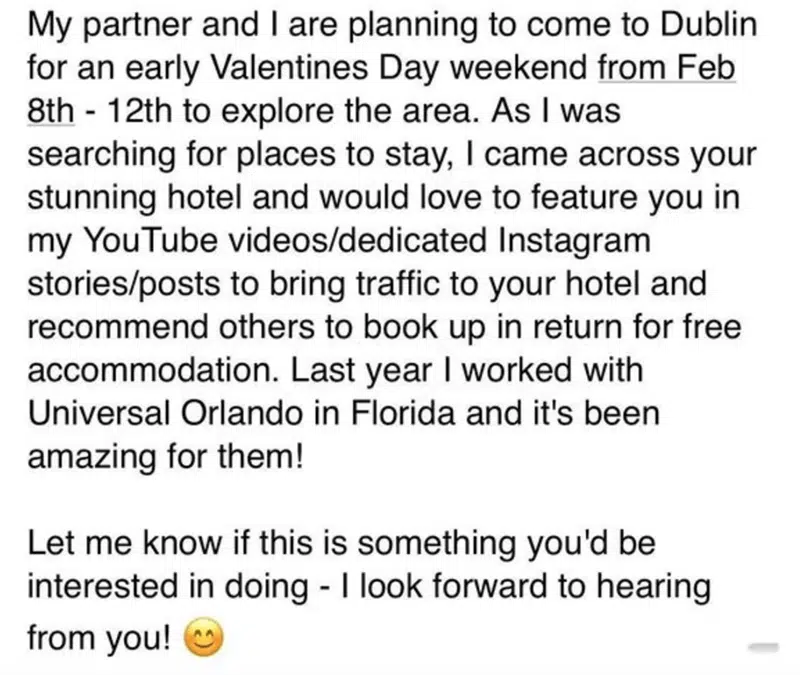 My partner and I are planning to come to Dublin
for an early Valentines Day weekend from Feb
8th - 12th to explore the area. As I was
searching for places to stay, I came across your
stunning hotel and would love to feature you in
my YouTube videos/dedicated Instagram
stories/posts to bring traffic to your hotel and
recommend others to book up in return for free
accommodation. Last year I worked with
Universal Orlando in Florida and it's been
amazing for them!
Let me know if this is something you'd be
interested in doing - I look forward to hearing
from you! 😊